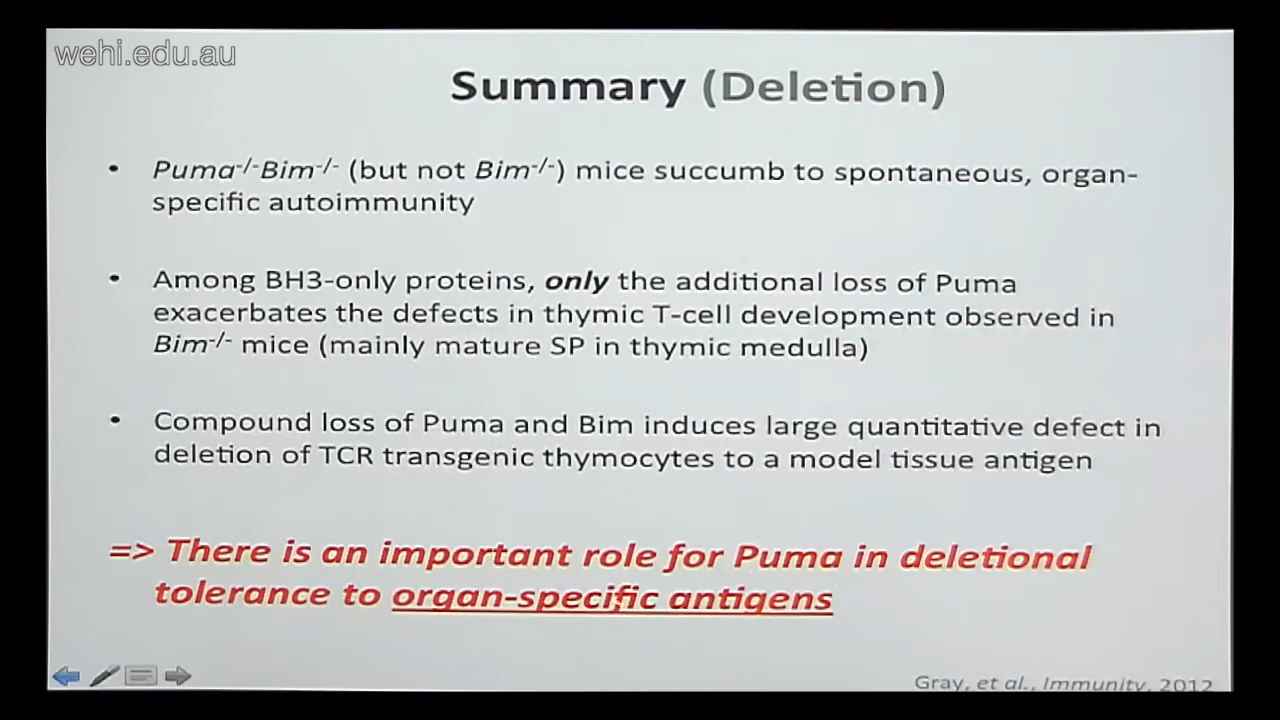 wehi.edu.au
Summary (Deletion)
• Puma-/-Bim-/- (but not Bim-/-) mice succumb to spontaneous, organ-
specific autoimmunity
• Among BH3-only proteins, only the additional loss of Puma
exacerbates the defects in thymic T-cell development observed in
Bim-/- mice (mainly mature SP in thymic medulla)
• Compound loss of Puma and Bim induces large quantitative defect in
deletion of TCR transgenic thymocytes to a model tissue antigen
=> There is an important role for Puma in deletional
tolerance to organ-specific antigens
Gray, et al., Immunity, 2012